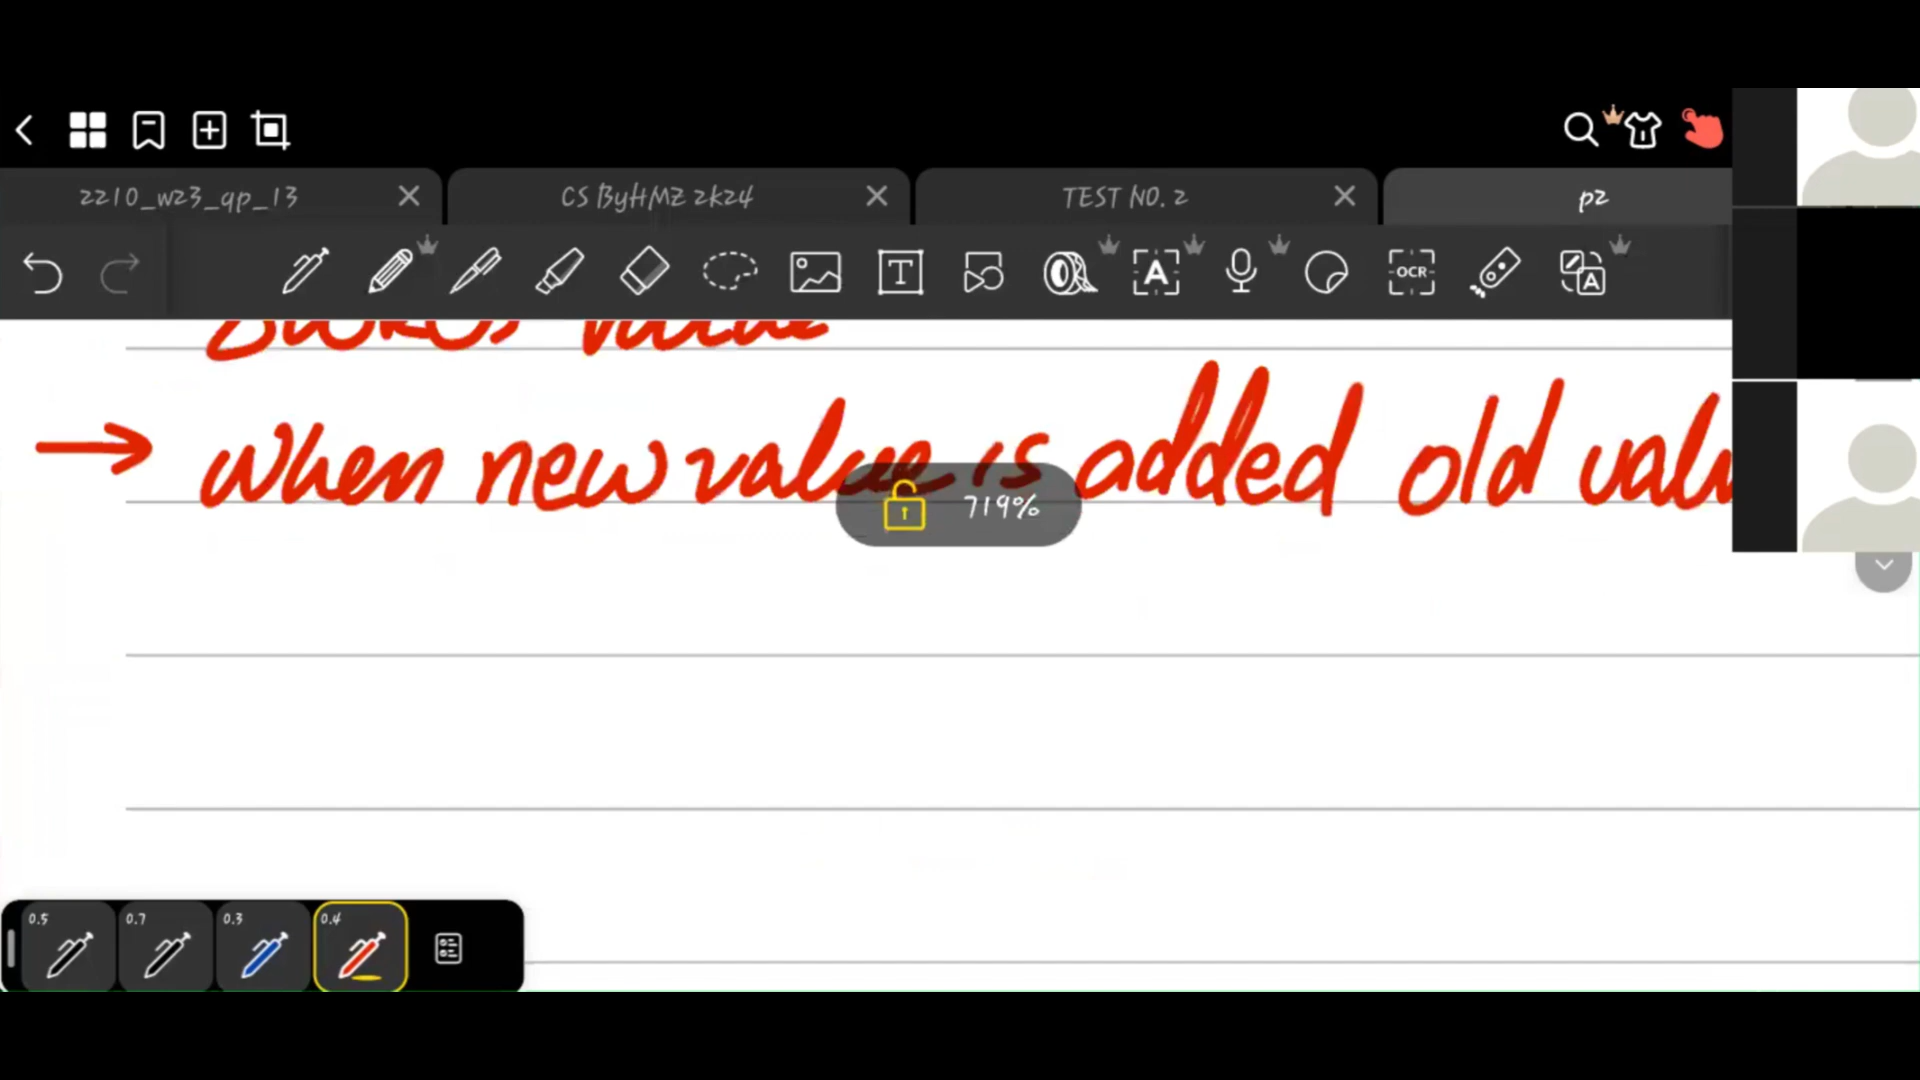 2210_w23_qp_13
CS ByHMZ 2k24
TEST NO. 2
p2
T
A
OCR
A
value
when new value is added old valu
719%
0.5
0.7
0.3
0.4